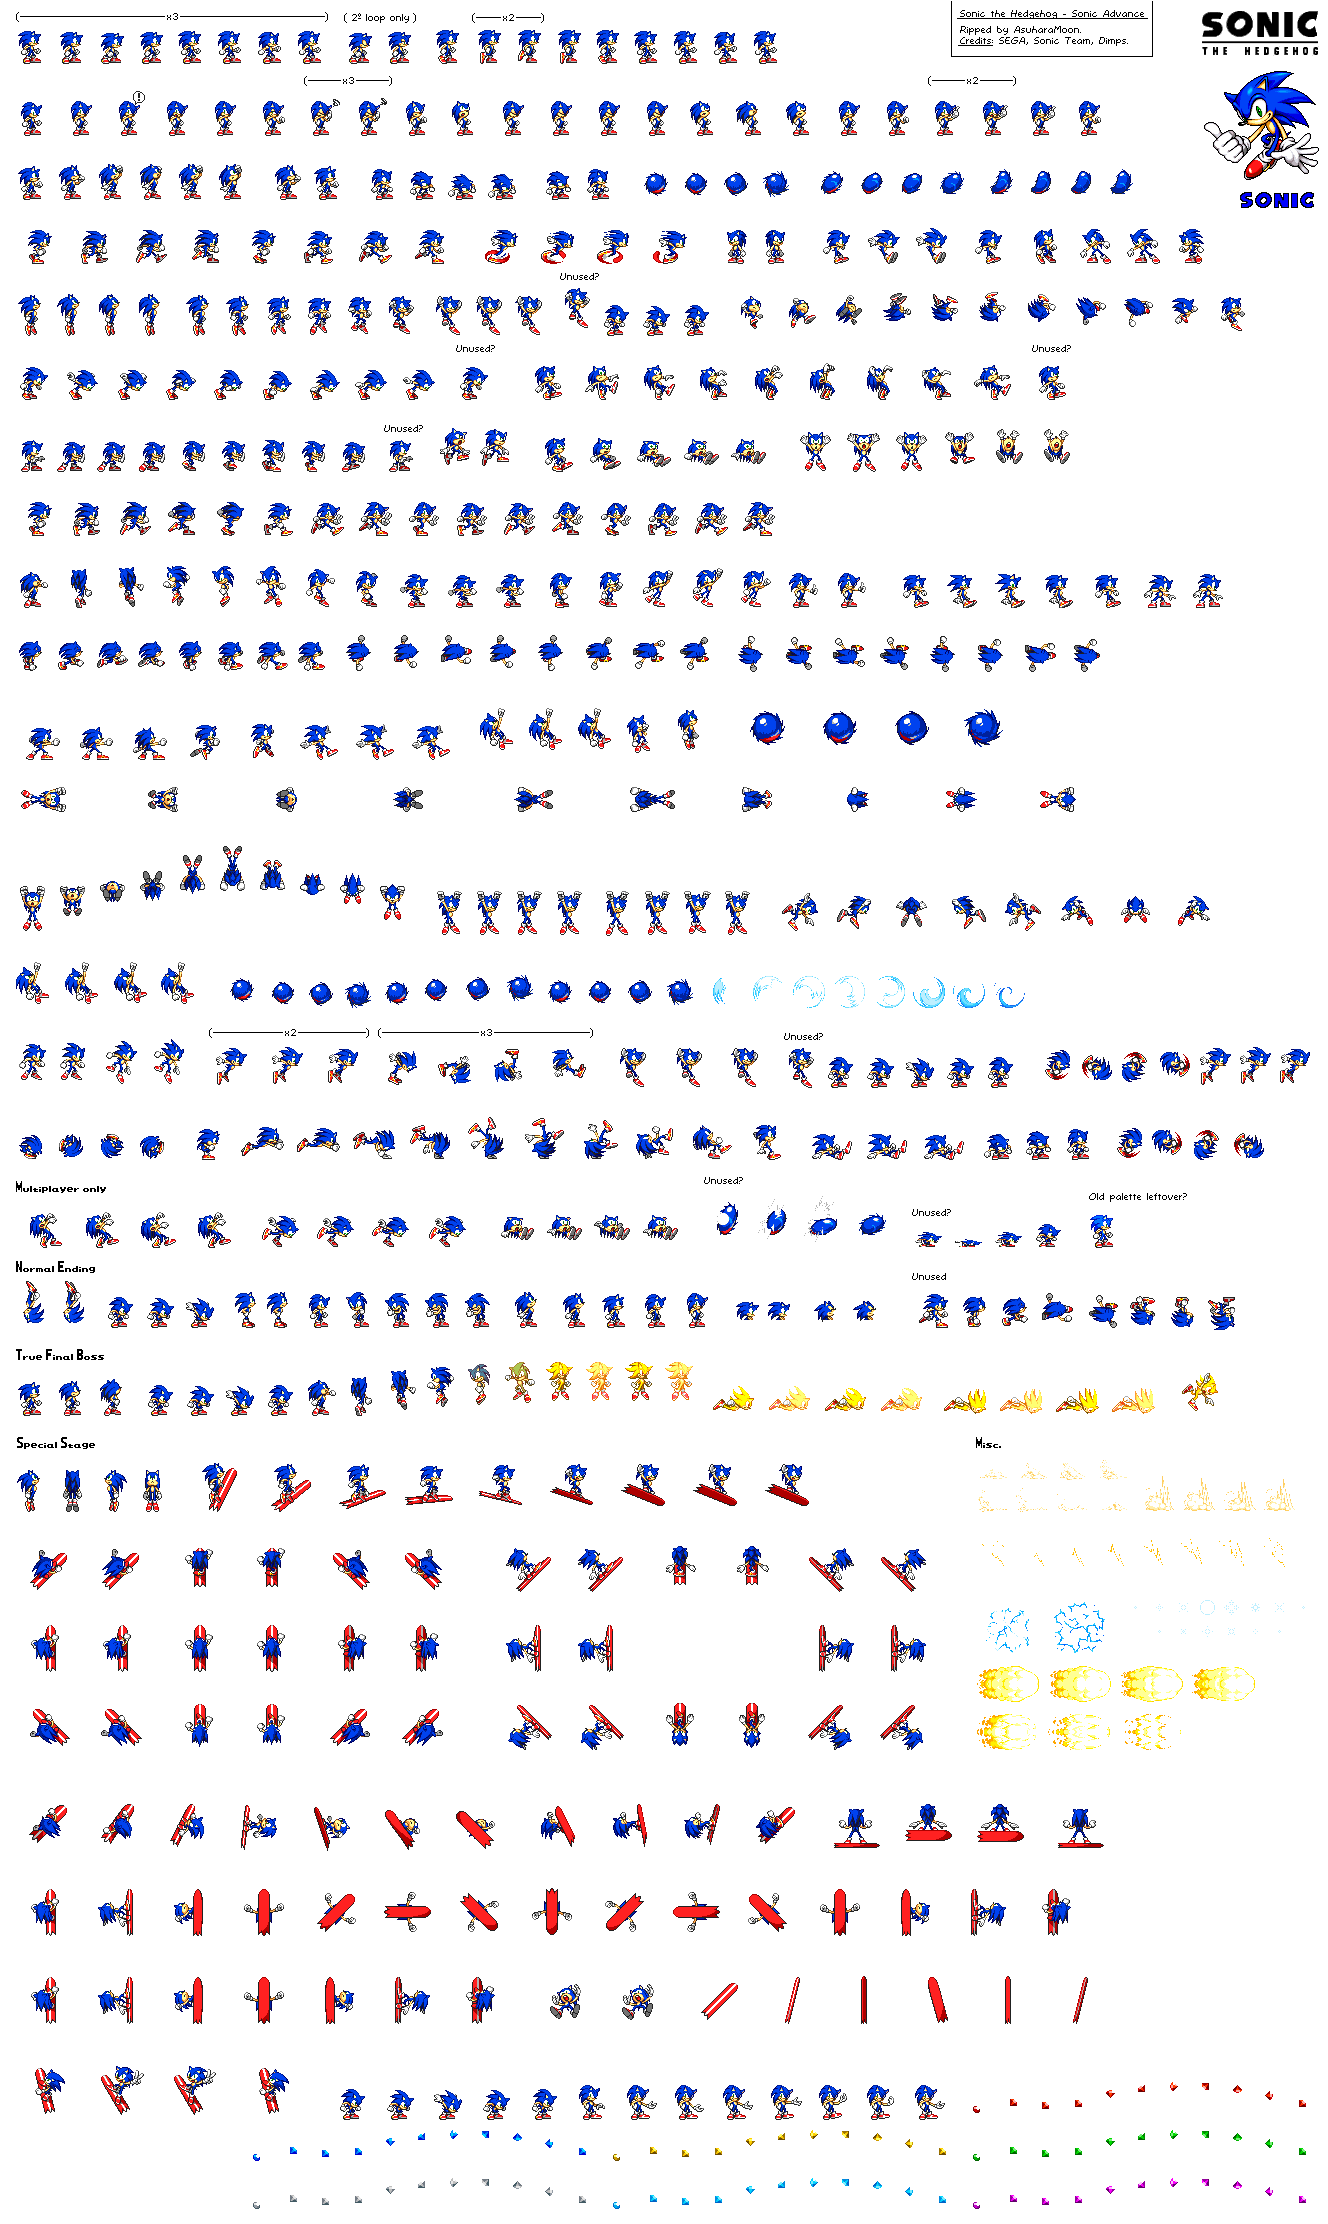 x3
( 2º loop only )
x2
Sonic the Hedgehog - Sonic Advance
Ripped by AsuharaMoon.
Credits: SEGA, Sonic Team, Dimps.
SONIC
THE HEDGEHOG
x3
x2
!
SONIC
Unused?
Unused?
Unused?
Unused?
x2
x3
Unused?
Multiplayer only
Unused?
Old palette leftover?
Unused?
Normal Ending
Unused
True Final Boss
Special Stage
Misc.